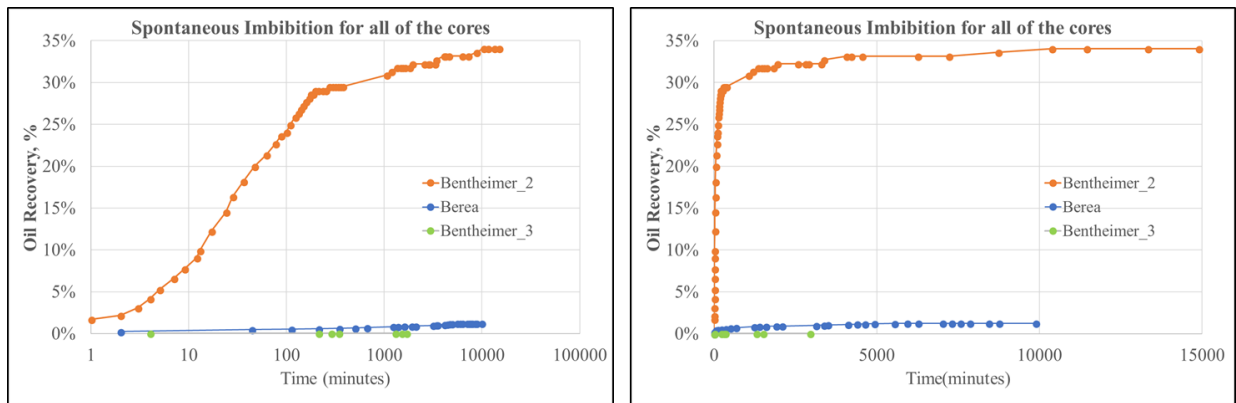 Spontaneous Imbibition for all of the cores
Oil Recovery, %
35%
30%
25%
20%
15%
10%
5%
0%
Bentheimer_2
Berea
Bentheimer_3
1 10 100 1000 10000 100000
Time (minutes)
Spontaneous Imbibition for all of the cores
Oil Recovery, %
35%
30%
25%
20%
15%
10%
5%
0%
Bentheimer_2
Berea
Bentheimer_3
0 5000 10000 15000
Time(minutes)